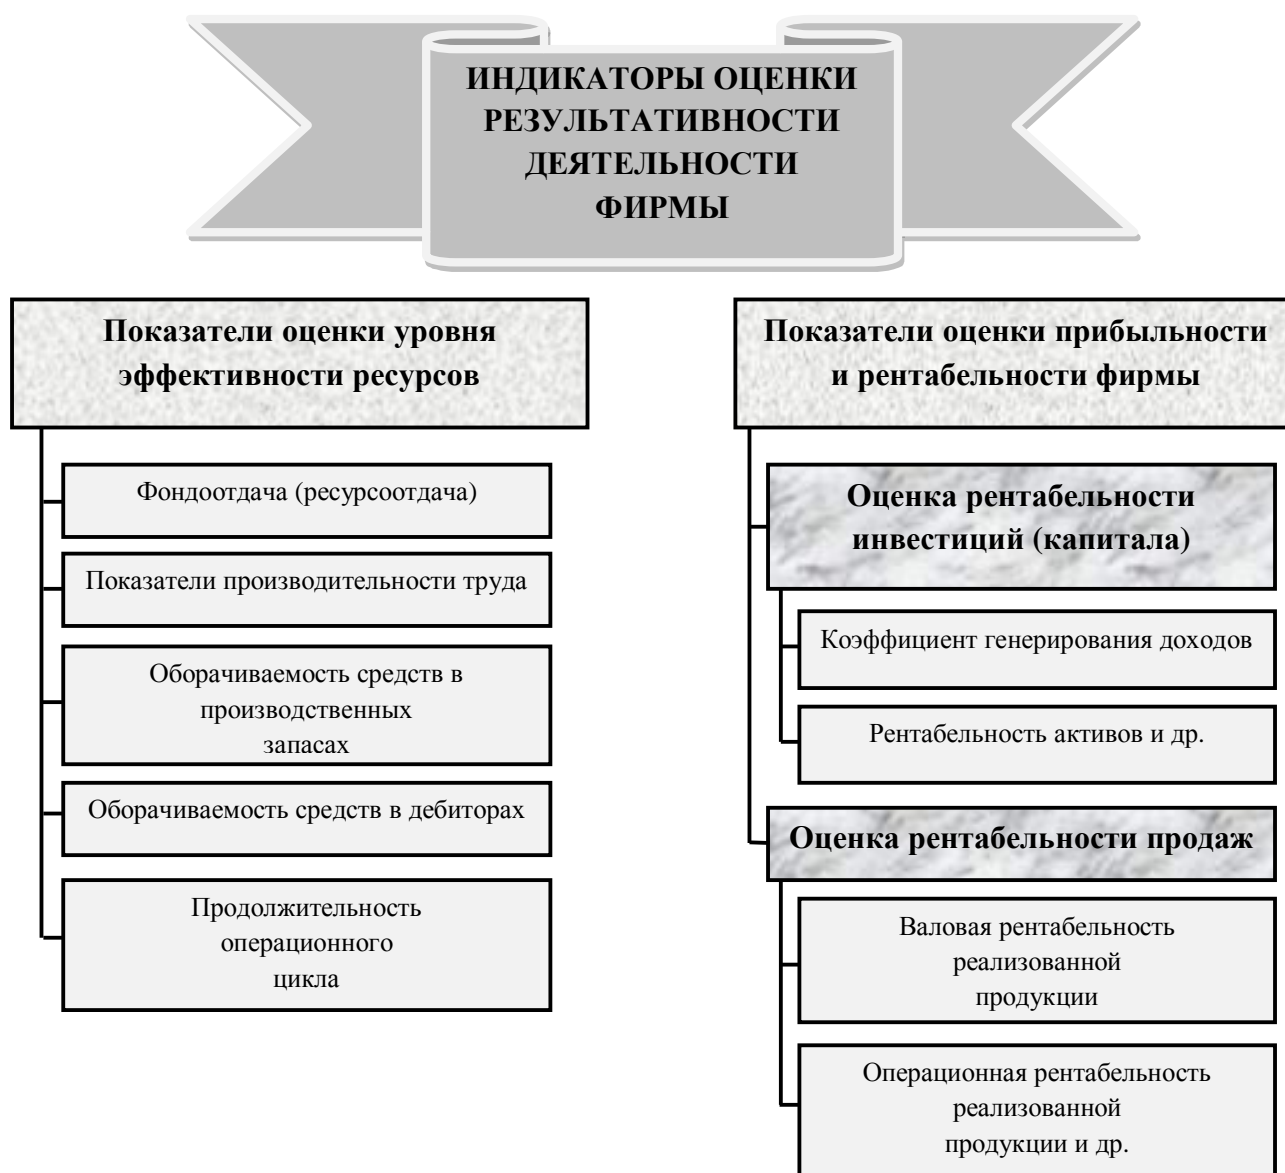 ИНДИКАТОРЫ ОЦЕНКИ
РЕЗУЛЬТАТИВНОСТИ
ДЕЯТЕЛЬНОСТИ
ФИРМЫ
Показатели оценки уровня
эффективности ресурсов
Фондоотдача (ресурсоотдача)
Показатели производительности труда
Оборачиваемость средств в
производственных
запасах
Оборачиваемость средств в дебиторах
Продолжительность
операционного
цикла
Показатели оценки прибыльности
и рентабельности фирмы
Оценка рентабельности
инвестиций (капитала)
Коэффициент генерирования доходов
Рентабельность активов и др.
Оценка рентабельности продаж
Валовая рентабельность
реализованной
продукции
Операционная рентабельность
реализованной
продукции и др.